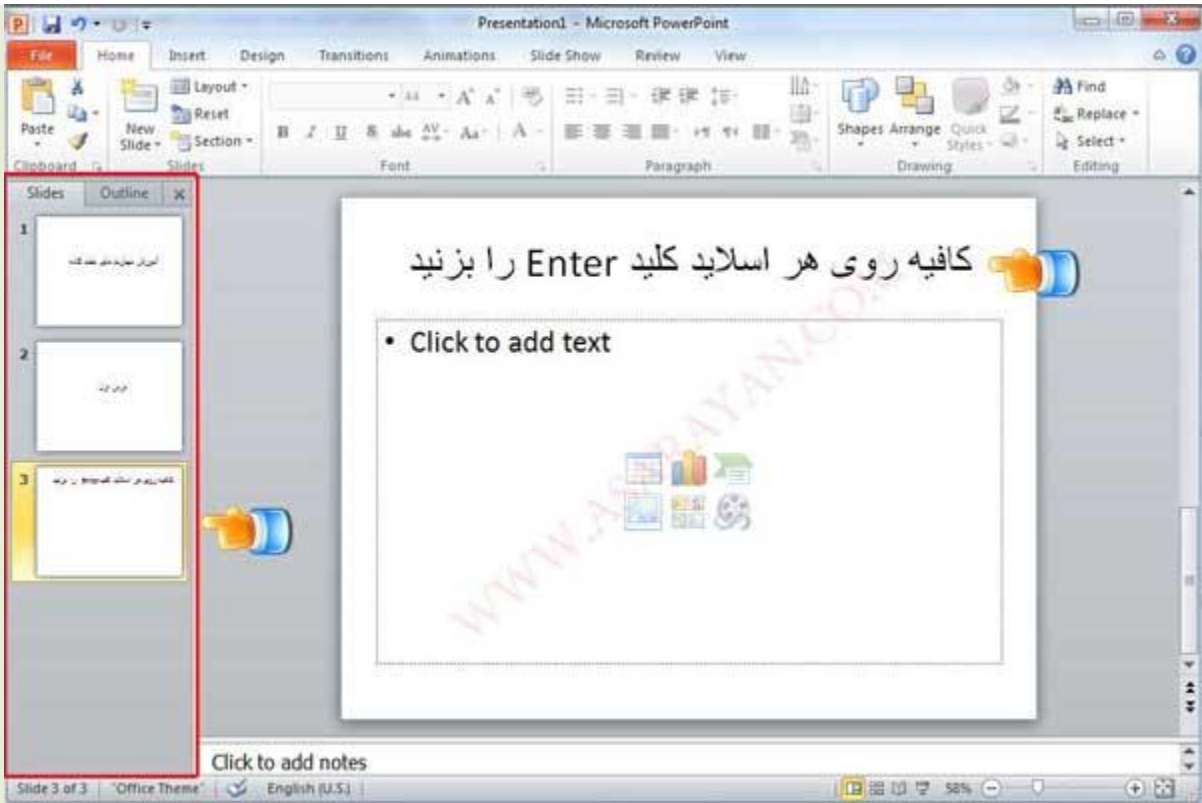 Presentation1 - Microsoft PowerPoint
File Home Insert Design Transitions Animations Slide Show Review View
Paste
New Slide
Layout
Reset
Section
Find
Replace
Select
Shapes Arrange Quick Styles
Clipboard Slides Font Paragraph Drawing Editing
Slides Outline
1
2
3
کافیه روی هر اسلاید کلید Enter را بزنید
• Click to add text
Click to add notes
Slide 3 of 3 "Office Theme" English (U.S.) 58%